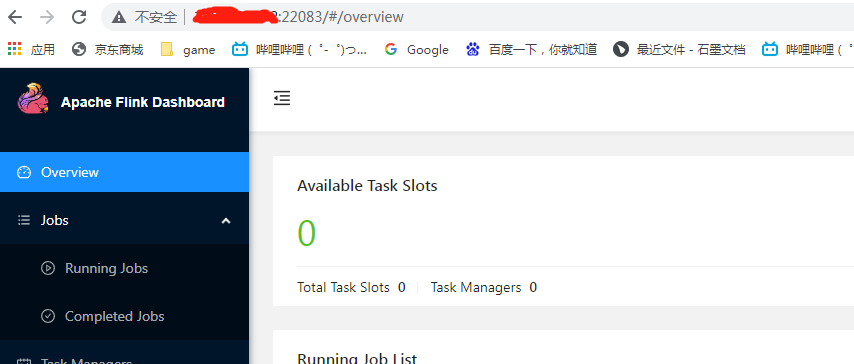 不安全 :22083/#/overview
应用 京东商城 game 哔哩哔哩 ( ゜- ゜)つ... Google 百度一下，你就知道 最近文件 - 石墨文档 哔哩哔哩 ( ゜
Apache Flink Dashboard
Overview
Jobs
Running Jobs
Completed Jobs
Task Managers
Available Task Slots
0
Total Task Slots 0 Task Managers 0
Running Job List